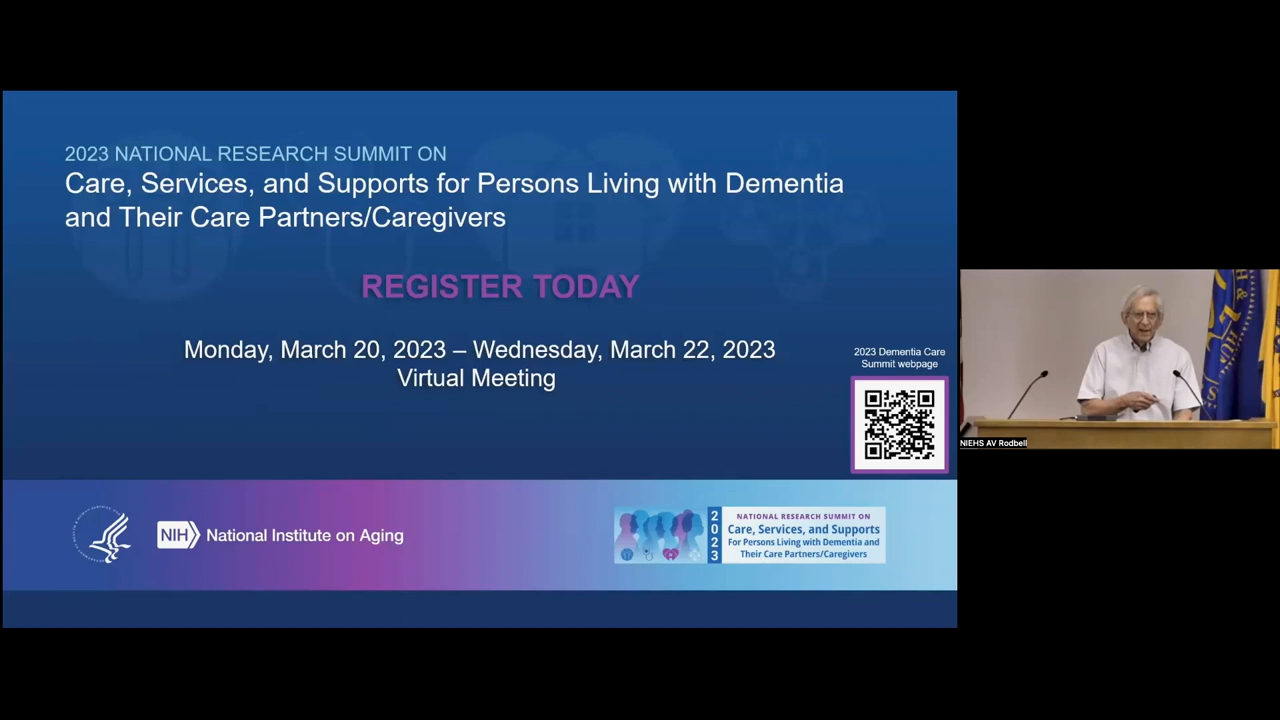 2023 NATIONAL RESEARCH SUMMIT ON
Care, Services, and Supports for Persons Living with Dementia
and Their Care Partners/Caregivers
REGISTER TODAY
Monday, March 20, 2023 – Wednesday, March 22, 2023
Virtual Meeting
2023 Dementia Care
Summit webpage
NIH National Institute on Aging
2023
NATIONAL RESEARCH SUMMIT ON
Care, Services, and Supports
For Persons Living with Dementia and
Their Care Partners/Caregivers
NIEHS AV Rodbell